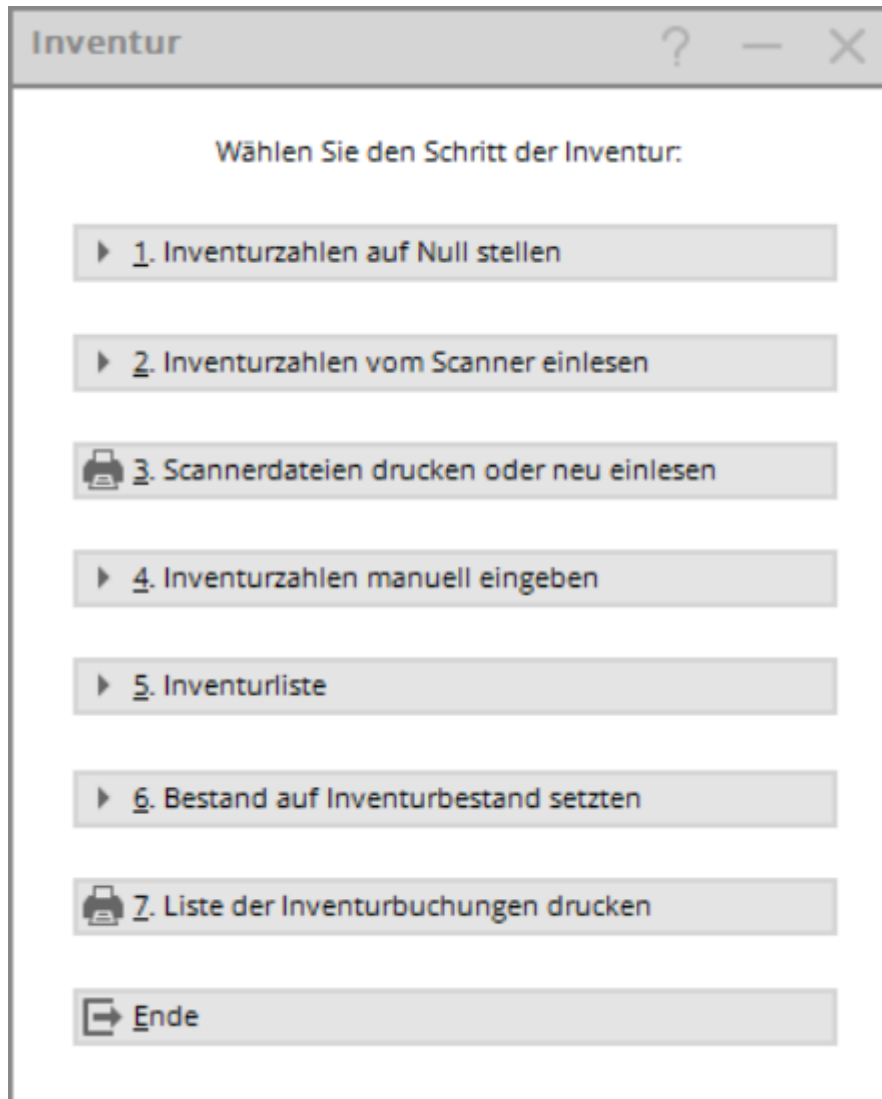 Inventur
Wählen Sie den Schritt der Inventur:
1. Inventurzahlen auf Null stellen
2. Inventurzahlen vom Scanner einlesen
3. Scannerdateien drucken oder neu einlesen
4. Inventurzahlen manuell eingeben
5. Inventurliste
6. Bestand auf Inventurbestand setzten
7. Liste der Inventurbuchungen drucken
Ende